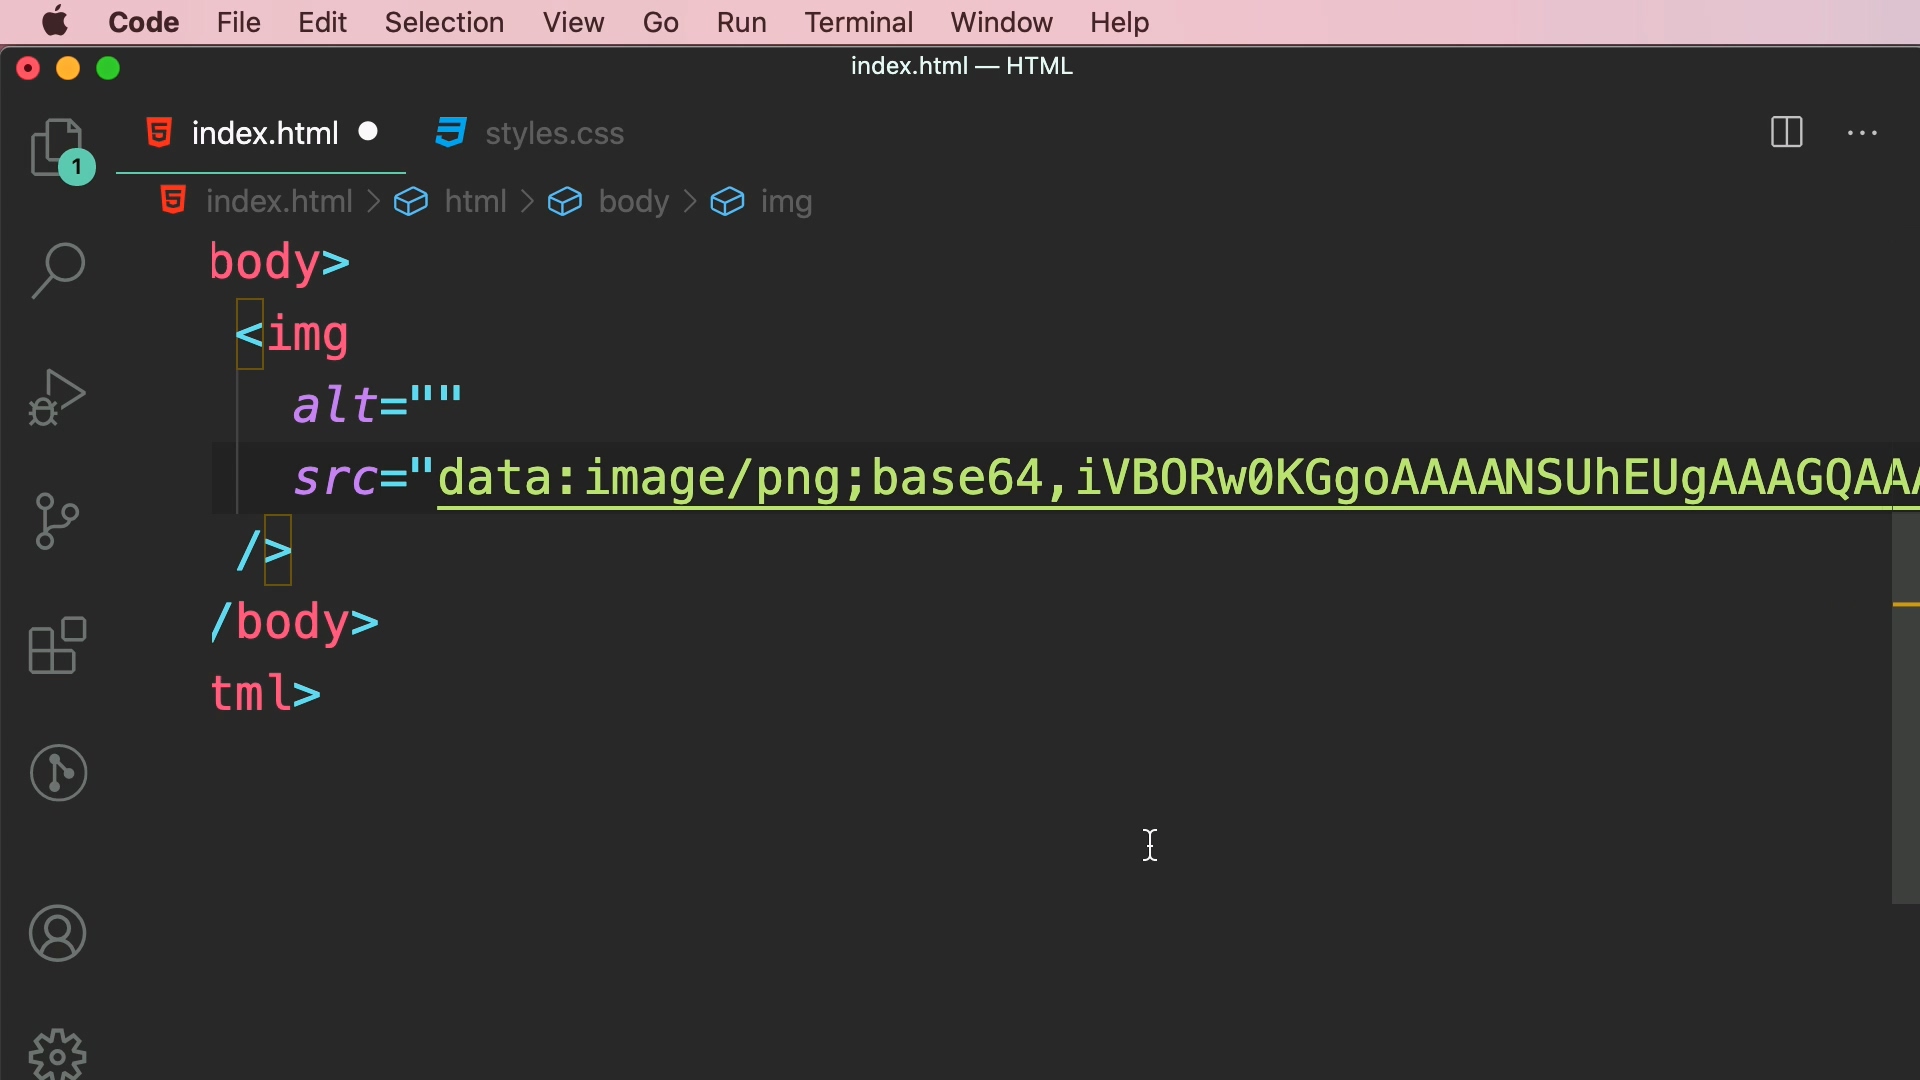 Code File Edit Selection View Go Run Terminal Window Help
index.html — HTML
index.html styles.css
1
index.html > html > body > img
body>
<img
alt=""
src="data:image/png;base64,iVBORw0KGgoAAAANSUhEUgAAAGQAA
/>
/body>
tml>